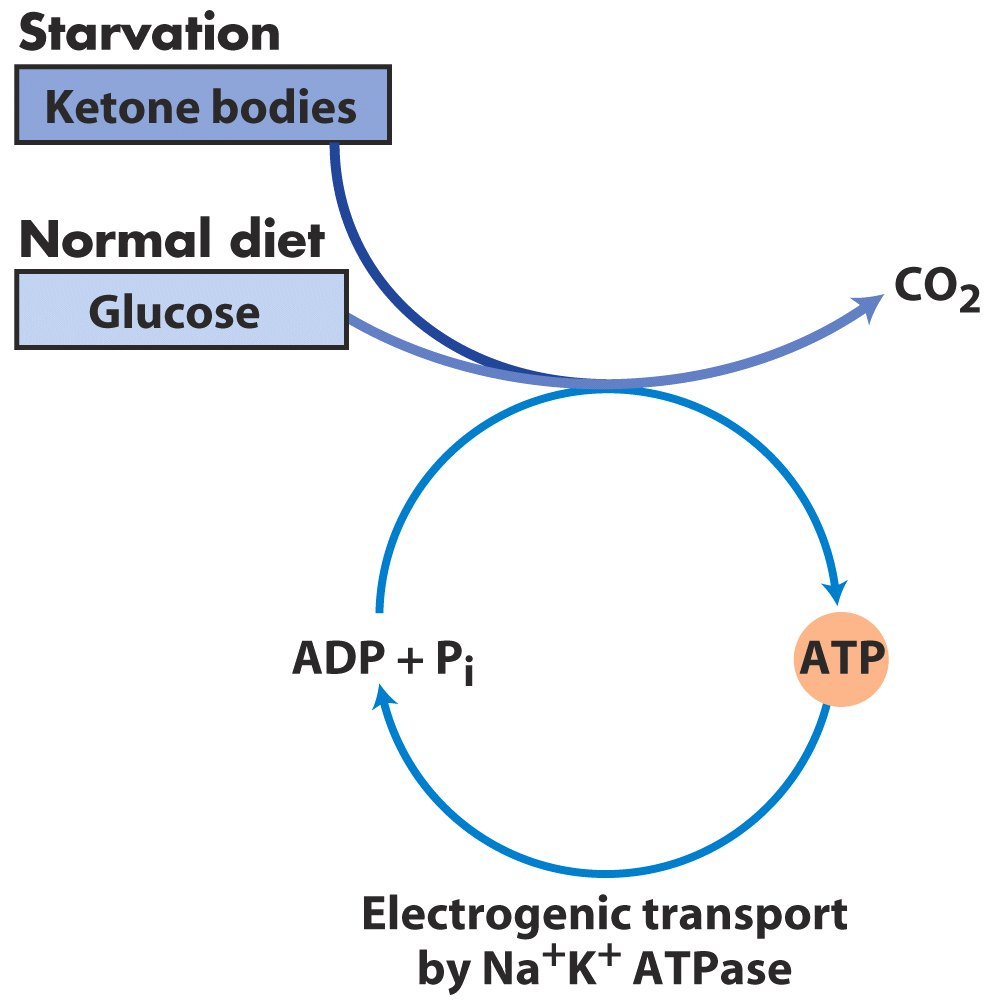 Starvation
Ketone bodies
Normal diet
Glucose
CO₂
ADP + Pᵢ
ATP
Electrogenic transport
by Na⁺K⁺ ATPase